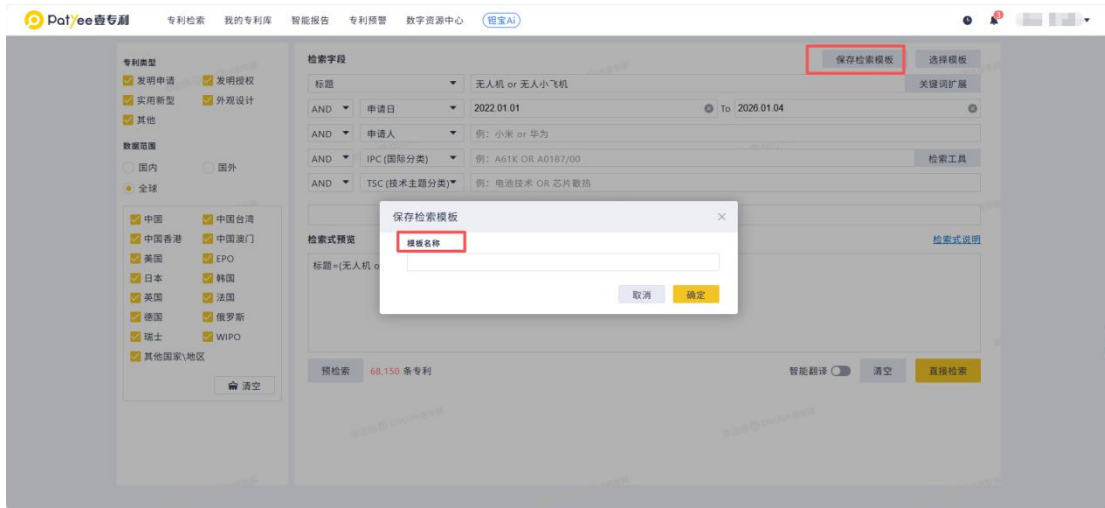 Patyee壹专利 专利检索 我的专利库 智能报告 专利预警 数字资源中心 钽宝Ai 3
专利类型
发明申请 发明授权
实用新型 外观设计
其他
数据范围
国内 国外
全球
中国 中国台湾
中国香港 中国澳门
美国 EPO
日本 韩国
英国 法国
德国 俄罗斯
瑞士 WIPO
其他国家\地区
清空
检索字段 保存检索模板 选择模板
标题 无人机 or 无人小飞机 关键词扩展
AND 申请日 2022.01.01 To 2026.01.04
AND 申请人 例：小米 or 华为
AND IPC (国际分类) 例：A61K OR A0187/00 检索工具
AND TSC (技术主题分类) 例：电池技术 OR 芯片散热
保存检索模板
模板名称
取消 确定
检索式预览 检索式说明
标题=(无人机 o
预检索 68,150 条专利 智能翻译 清空 直接检索